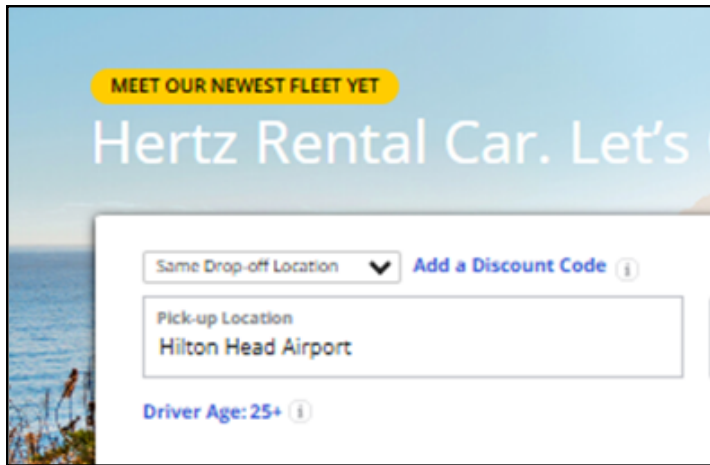 MEET OUR NEWEST FLEET YET
Hertz Rental Car. Let's
Same Drop-off Location Add a Discount Code i
Pick-up Location
Hilton Head Airport
Driver Age: 25+ i